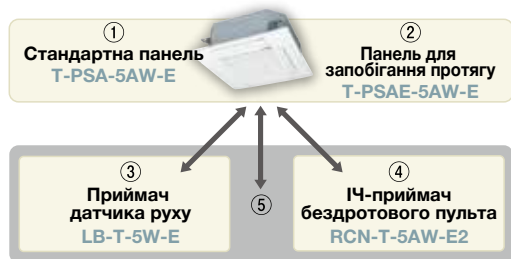 ①
Стандартна панель
T-PSA-5AW-E
②
Панель для
запобігання протягу
T-PSAE-5AW-E
③
Приймач
датчика руху
LB-T-5W-E
⑤
④
ІЧ-приймач
бездротового пульта
RCN-T-5AW-E2